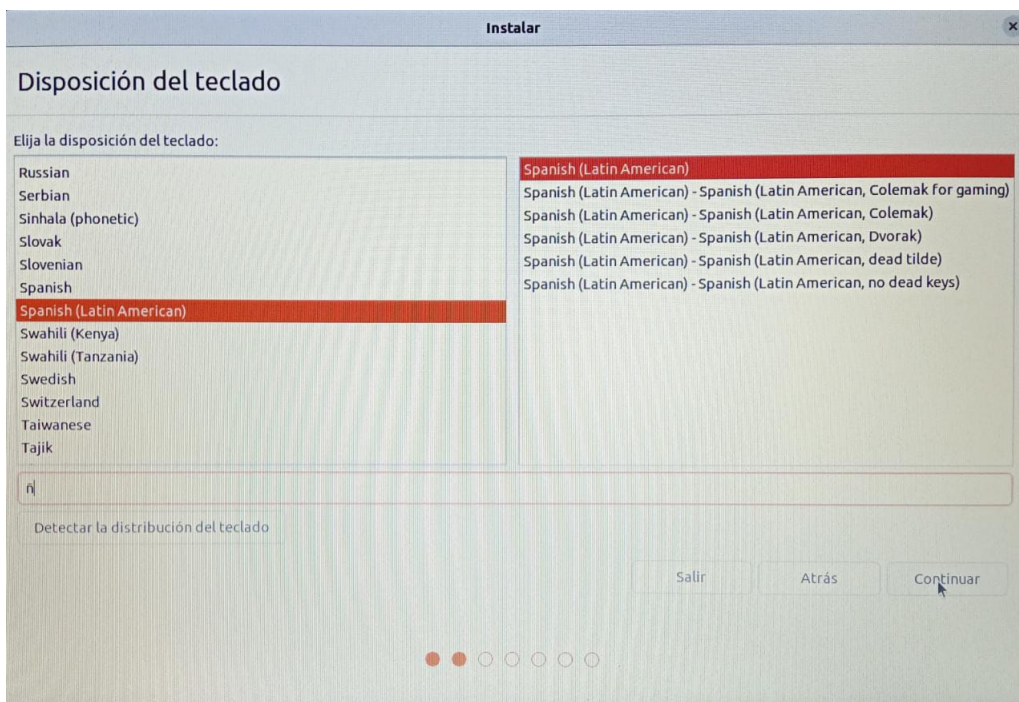 Instalar
Disposición del teclado
Elija la disposición del teclado:
Russian
Serbian
Sinhala (phonetic)
Slovak
Slovenian
Spanish
Spanish (Latin American)
Swahili (Kenya)
Swahili (Tanzania)
Swedish
Switzerland
Taiwanese
Tajik
Spanish (Latin American)
Spanish (Latin American) - Spanish (Latin American, Colemak for gaming)
Spanish (Latin American) - Spanish (Latin American, Colemak)
Spanish (Latin American) - Spanish (Latin American, Dvorak)
Spanish (Latin American) - Spanish (Latin American, dead tilde)
Spanish (Latin American) - Spanish (Latin American, no dead keys)
ñ
Detectar la distribución del teclado
Salir
Atrás
Continuar